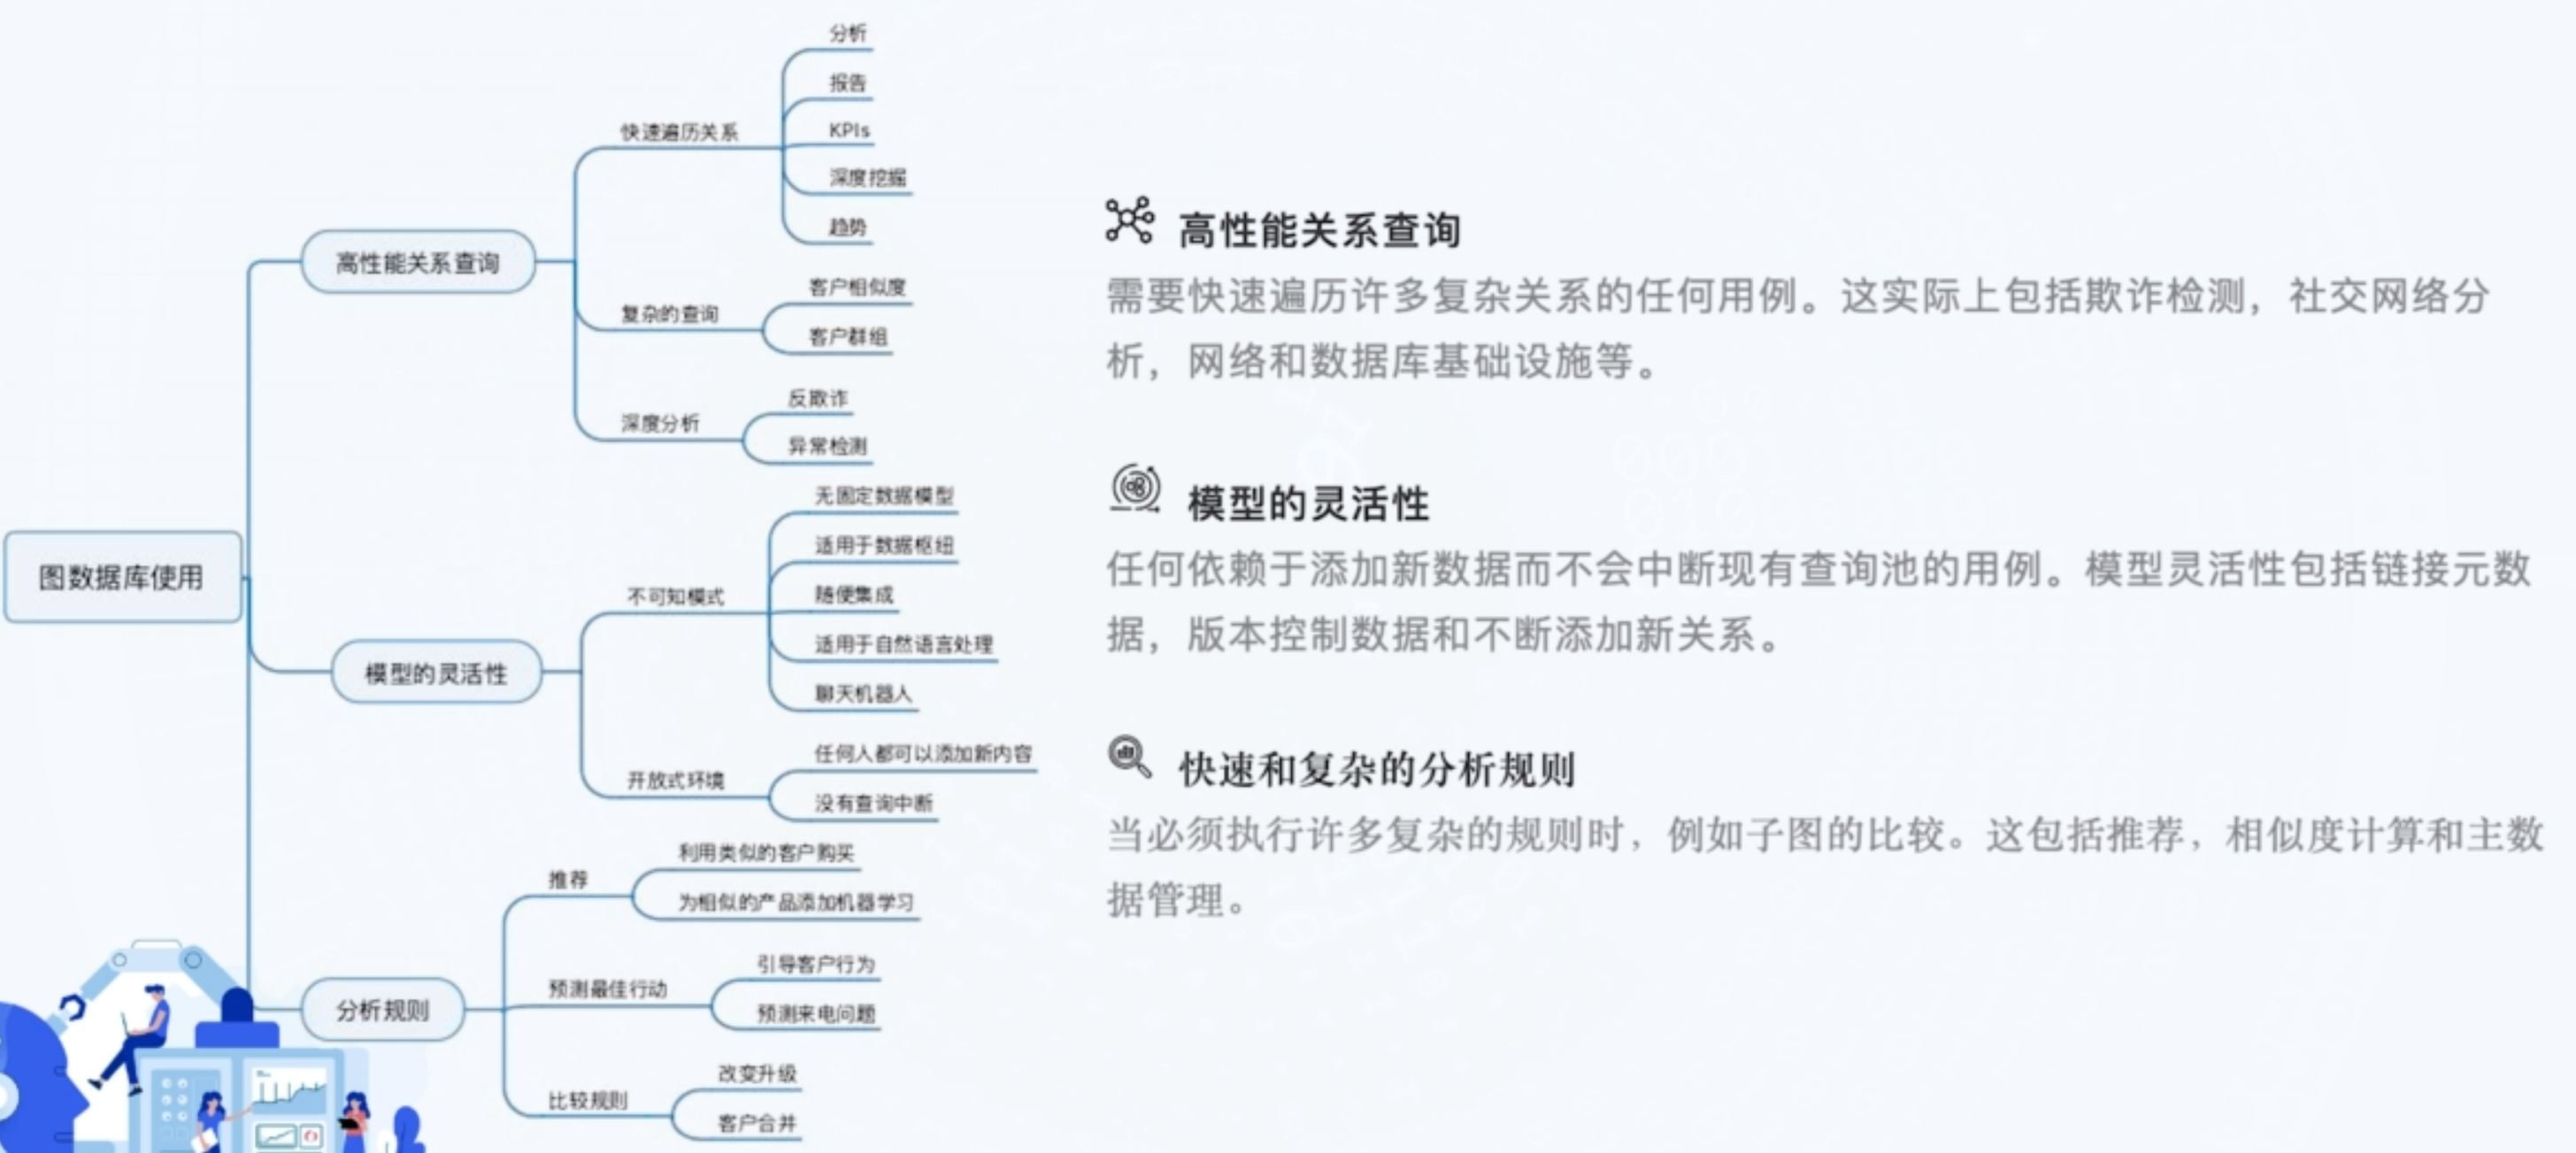 图数据库使用
高性能关系查询
快速遍历关系
分析
报告
KPIs
深度挖掘
趋势
复杂的查询
客户相似度
客户群组
深度分析
反欺诈
异常检测
模型的灵活性
不可知模式
无固定数据模型
适用于数据枢纽
随便集成
适用于自然语言处理
聊天机器人
开放式环境
任何人都可以添加新内容
没有查询中断
分析规则
推荐
利用类似的客户购买
为相似的产品添加机器学习
预测最佳行动
引导客户行为
预测来电问题
比较规则
改变升级
客户合并
高性能关系查询
需要快速遍历许多复杂关系的任何用例。这实际上包括欺诈检测，社交网络分
析，网络和数据库基础设施等。
模型的灵活性
任何依赖于添加新数据而不会中断现有查询池的用例。模型灵活性包括链接元数
据，版本控制数据和不断添加新关系。
快速和复杂的分析规则
当必须执行许多复杂的规则时，例如子图的比较。这包括推荐，相似度计算和主数
据管理。